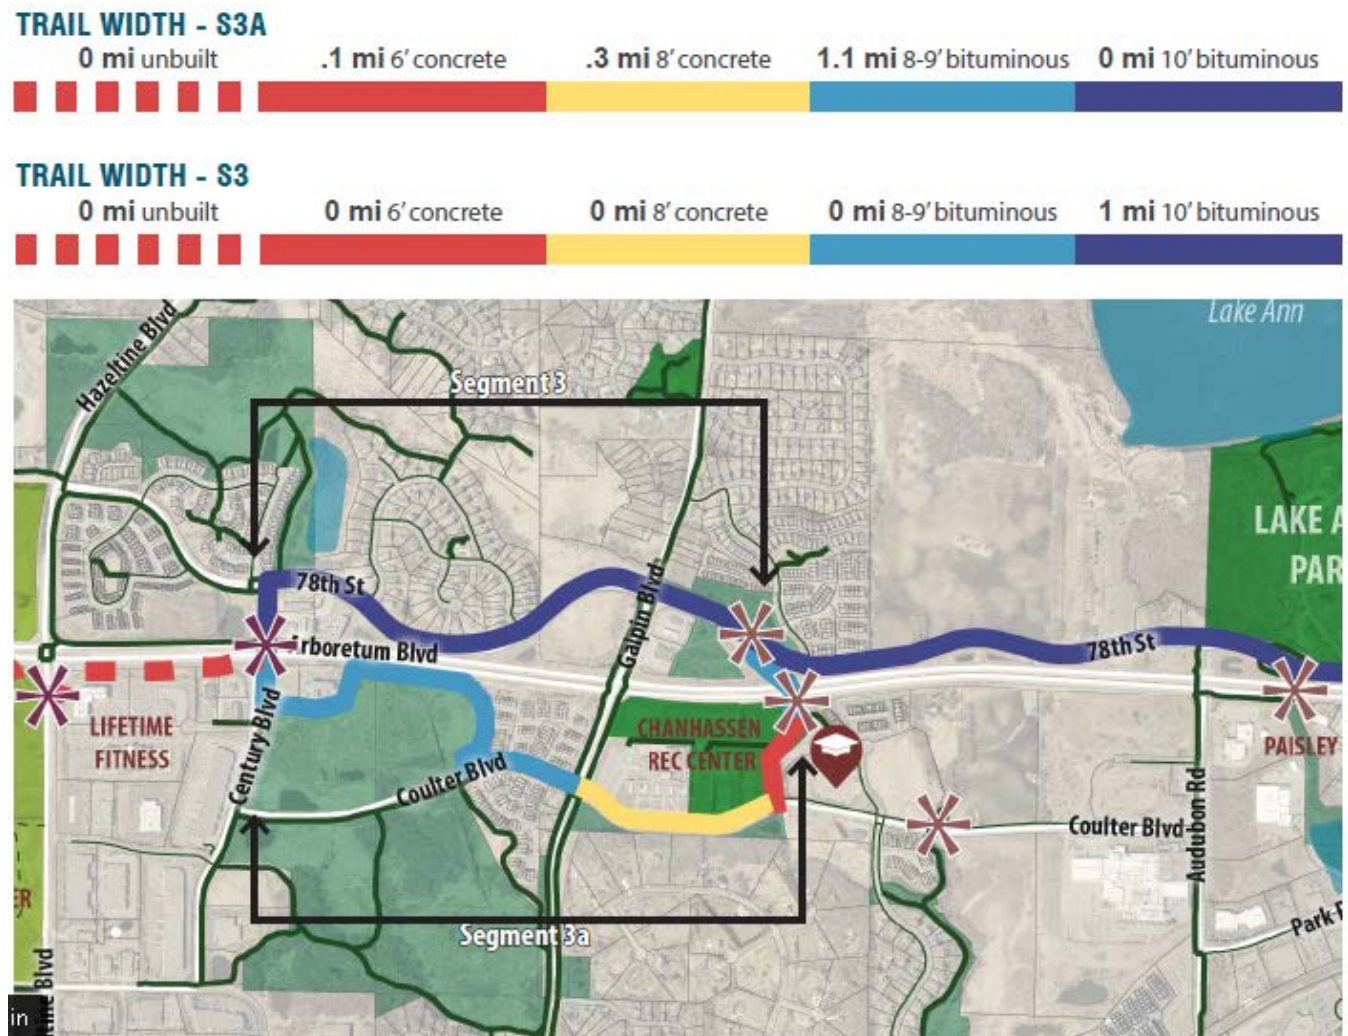 TRAIL WIDTH - S3A
0 mi unbuilt .1 mi 6' concrete .3 mi 8' concrete 1.1 mi 8-9' bituminous 0 mi 10' bituminous
TRAIL WIDTH - S3
0 mi unbuilt 0 mi 6' concrete 0 mi 8' concrete 0 mi 8-9' bituminous 1 mi 10' bituminous
Lake Ann
Hazeltine Blvd
Segment 3
LAKE A
PAR
78th St
Galpin Blvd
rboretum Blvd
78th St
LIFETIME
FITNESS
Century Blvd
CHANHASSEN
REC CENTER
PAISLEY
Coulter Blvd
Coulter Blvd
Audubon Rd
ER
Segment 3a
Park
tine Blvd
in